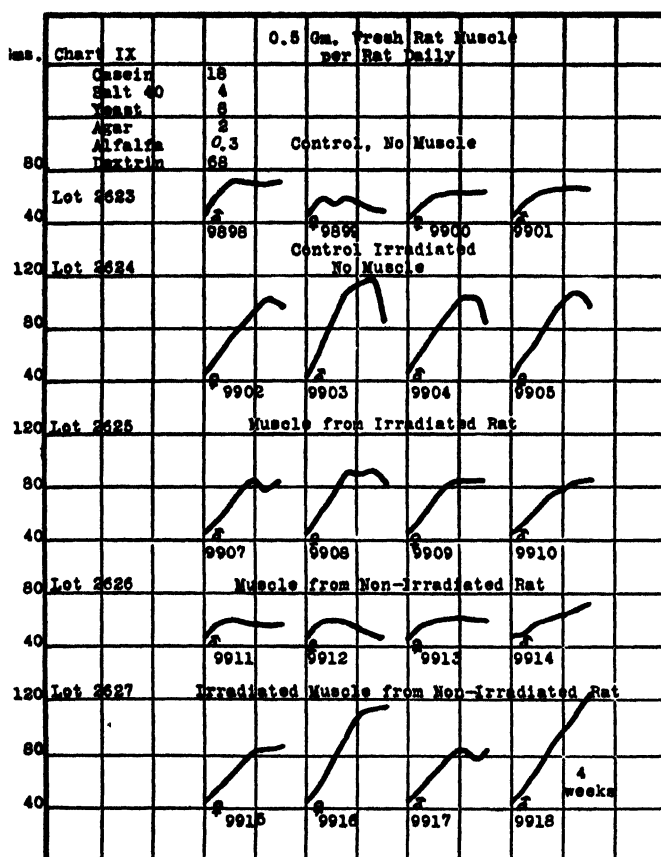 0.5 Gm. Fresh Rat Muscle
per Rat Daily
Gms. Chart IX
Casein 18
Salt 40 4
Yeast 8
Agar 2
Alfalfa 0.3
Dextrin 68
Control, No Muscle
80
Lot 2623
40
♂ 9898 ♀ 9899 ♀ 9900 ♂ 9901
Control Irradiated
No Muscle
120 Lot 2624
80
40
♀ 9902 ♂ 9903 ♂ 9904 ♀ 9905
120 Lot 2625 Muscle from Irradiated Rat
80
40
♂ 9907 ♀ 9908 ♀ 9909 ♂ 9910
80 Lot 2626 Muscle from Non-Irradiated Rat
40
♂ 9911 ♀ 9912 ♀ 9913 ♂ 9914
120 Lot 2627 Irradiated Muscle from Non-Irradiated Rat
80
4
weeks
40
♀ 9915 ♀ 9916 ♂ 9917 ♂ 9918